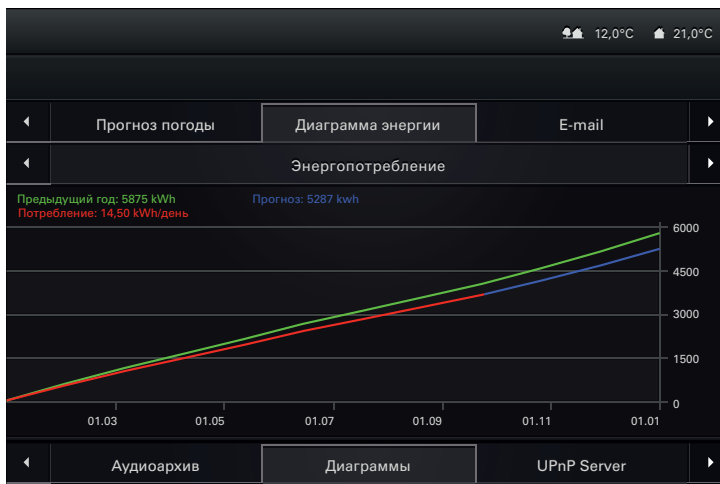 12,0°C 21,0°C
Прогноз погоды Диаграмма энергии E-mail
Энергопотребление
Предыдущий год: 5875 kWh Прогноз: 5287 kwh
Потребление: 14,50 kWh/день
6000
4500
3000
1500
0
01.03 01.05 01.07 01.09 01.11 01.01
Аудиоархив Диаграммы UPnP Server